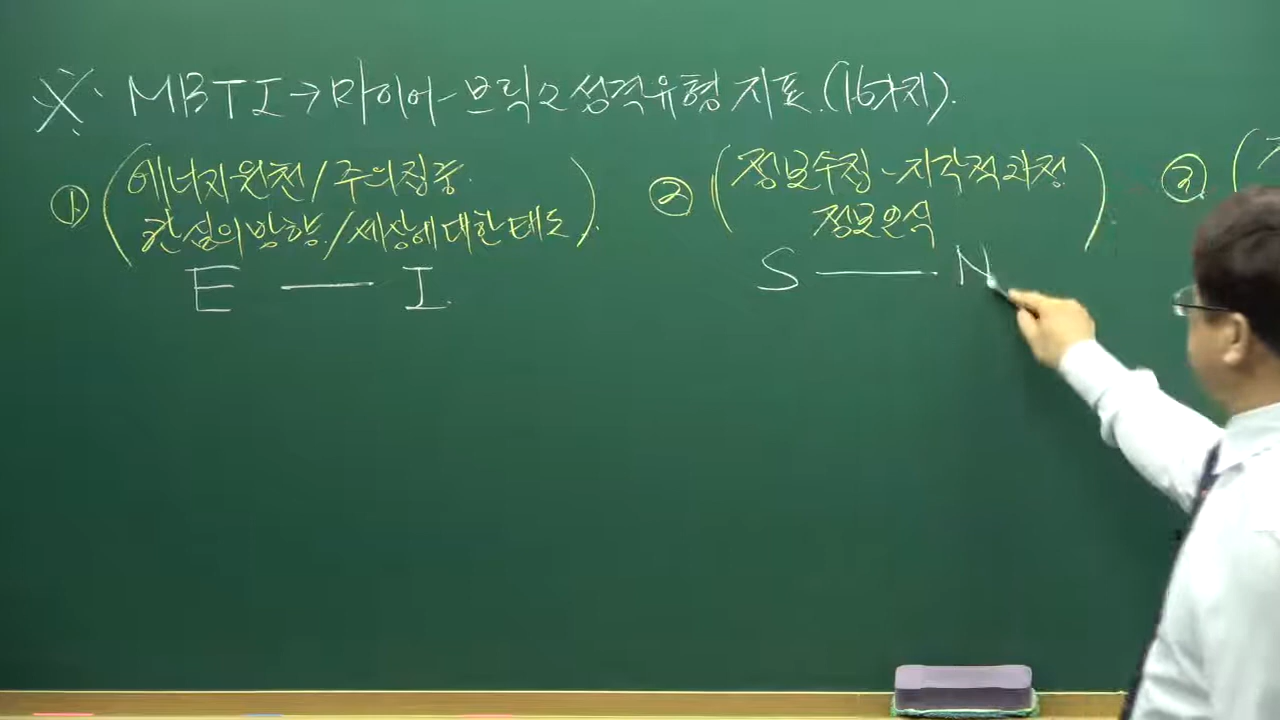 ※ MBTI → 마이어-브릭스 성격유형 지표.(16가지).
① (에너지원천/주의집중.
관심의 방향./세상에 대한 태도.)
E — I.
② (정보수집-지각적과정
정보인식)
S — N
③ (